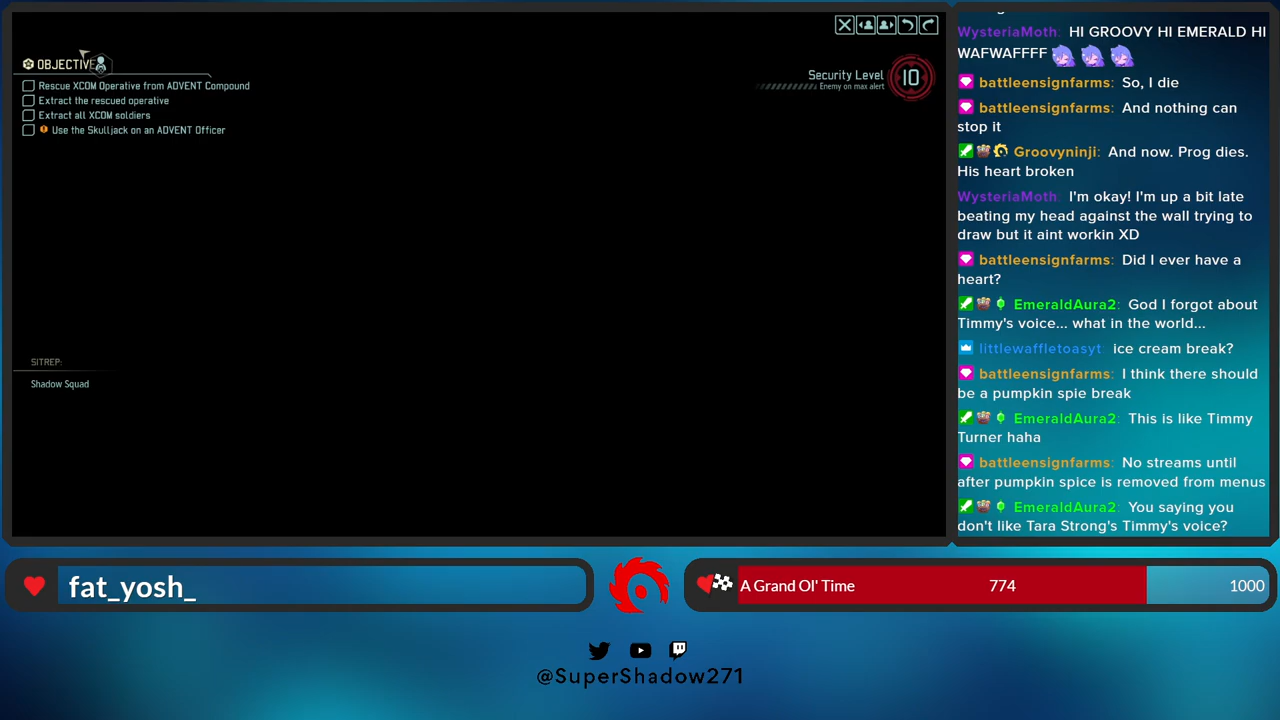 OBJECTIVE
Rescue XCOM Operative from ADVENT Compound
Extract the rescued operative
Extract all XCOM soldiers
Use the Skulljack on an ADVENT Officer
Security Level
Enemy on max alert
10
SITREP:
Shadow Squad
WysteriaMoth: HI GROOVY HI EMERALD HI
WAFWAFFFF
battleensignfarms: So, I die
battleensignfarms: And nothing can
stop it
Groovyninji: And now. Prog dies.
His heart broken
WysteriaMoth: I'm okay! I'm up a bit late
beating my head against the wall trying to
draw but it aint workin XD
battleensignfarms: Did I ever have a
heart?
EmeraldAura2: God I forgot about
Timmy's voice... what in the world...
littlewaffletoasyt: ice cream break?
battleensignfarms: I think there should
be a pumpkin spie break
EmeraldAura2: This is like Timmy
Turner haha
battleensignfarms: No streams until
after pumpkin spice is removed from menus
EmeraldAura2: You saying you
don't like Tara Strong's Timmy's voice?
fat_yosh_
A Grand Ol' Time 774 1000
@SuperShadow271